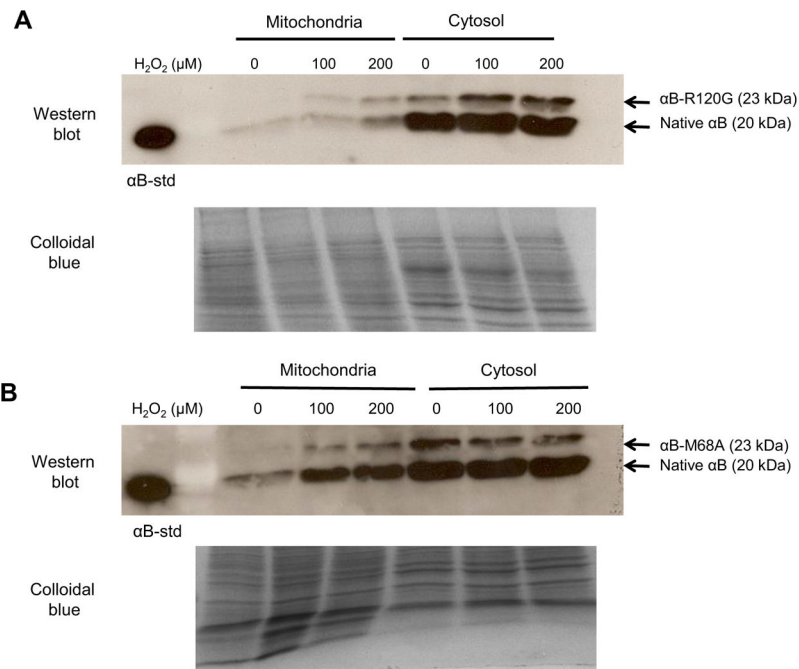 A
Mitochondria Cytosol
H₂O₂ (µM) 0 100 200 0 100 200
Western
blot
αB-R120G (23 kDa)
Native αB (20 kDa)
αB-std
Colloidal
blue
B
Mitochondria Cytosol
H₂O₂ (µM) 0 100 200 0 100 200
Western
blot
αB-M68A (23 kDa)
Native αB (20 kDa)
αB-std
Colloidal
blue